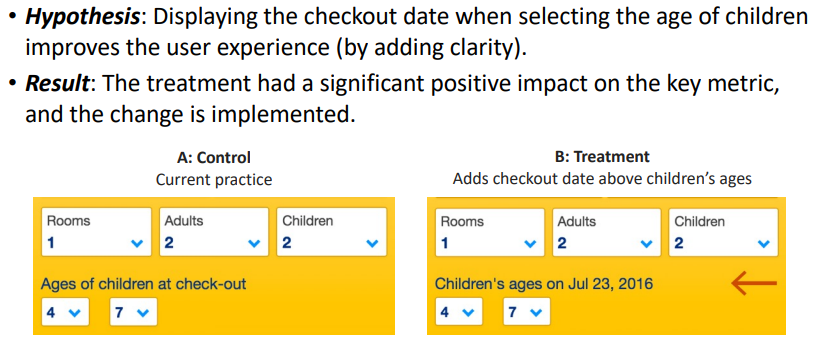 • Hypothesis: Displaying the checkout date when selecting the age of children
improves the user experience (by adding clarity).
• Result: The treatment had a significant positive impact on the key metric,
and the change is implemented.
A: Control
Current practice
Rooms Adults Children
1 2 2
Ages of children at check-out
4 7
B: Treatment
Adds checkout date above children’s ages
Rooms Adults Children
1 2 2
Children's ages on Jul 23, 2016
4 7